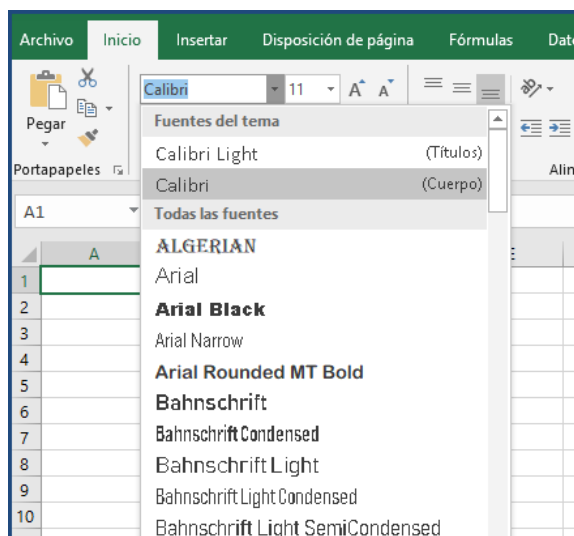 Archivo Inicio Insertar Disposición de página Fórmulas Dat
Calibri 11 A A
Pegar
Portapapeles Alin
A1
Fuentes del tema
Calibri Light (Títulos)
Calibri (Cuerpo)
Todas las fuentes
ALGERIAN
Arial
Arial Black
Arial Narrow
Arial Rounded MT Bold
Bahnschrift
Bahnschrift Condensed
Bahnschrift Light
Bahnschrift Light Condensed
Bahnschrift Light SemiCondensed
A
1
2
3
4
5
6
7
8
9
10